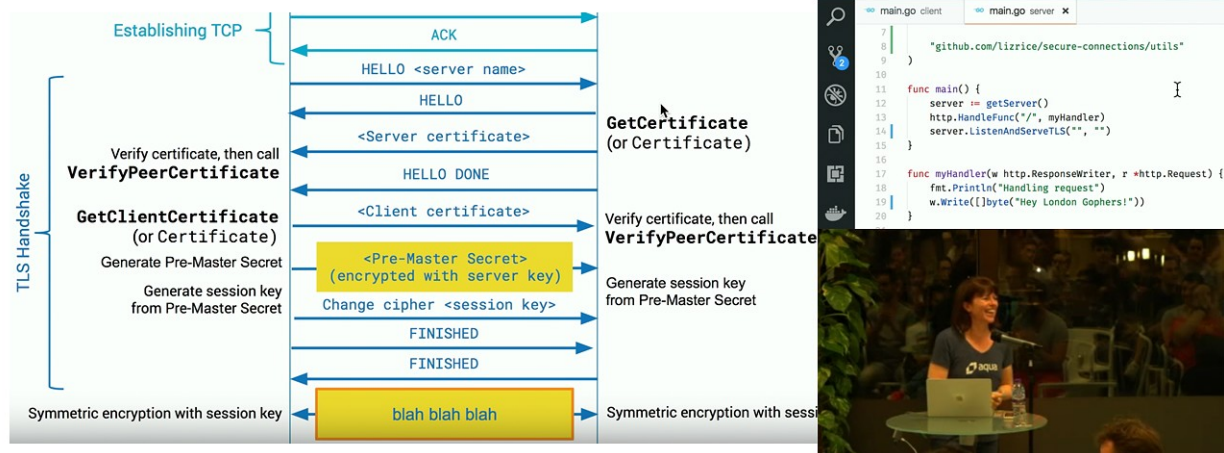 Establishing TCP
ACK
HELLO <server name>
HELLO
GetCertificate
(or Certificate)
<Server certificate>
Verify certificate, then call
VerifyPeerCertificate
HELLO DONE
GetClientCertificate
(or Certificate)
<Client certificate>
Verify certificate, then call
VerifyPeerCertificate
TLS Handshake
Generate Pre-Master Secret
<Pre-Master Secret>
(encrypted with server key)
Generate session key
from Pre-Master Secret
Generate session key
from Pre-Master Secret
Change cipher <session key>
FINISHED
FINISHED
Symmetric encryption with session key
blah blah blah
Symmetric encryption with sessi
main.go client
main.go server ×
2
7
8 "github.com/lizrice/secure-connections/utils"
9 )
10
11 func main() {
12 server := getServer()
13 http.HandleFunc("/", myHandler)
14 server.ListenAndServeTLS("", "")
15 }
16
17 func myHandler(w http.ResponseWriter, r *http.Request) {
18 fmt.Println("Handling request")
19 w.Write([]byte("Hey London Gophers!"))
20 }
aqua